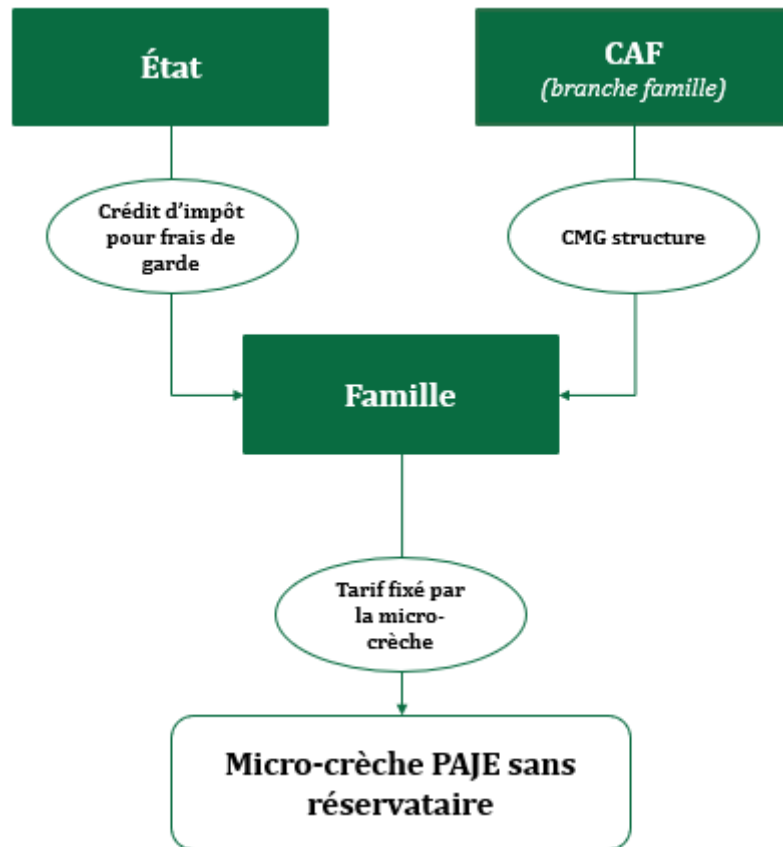 État
CAF
(branche famille)
Crédit d'impôt
pour frais de
garde
CMG structure
Famille
Tarif fixé par
la micro-
crèche
Micro-crèche PAJE sans
réservataire